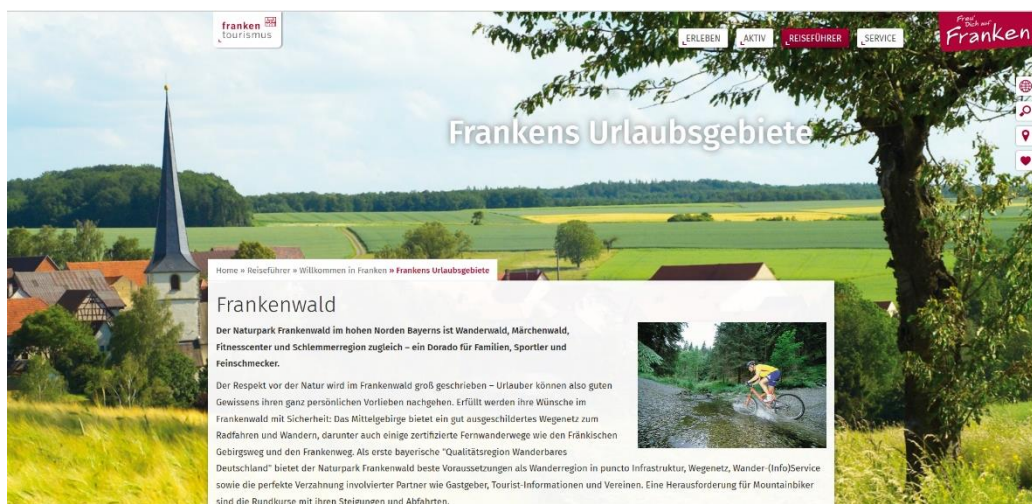 franken
tourismus
ERLEBEN
AKTIV
REISEFÜHRER
SERVICE
Freu'
Dich auf
Franken
Frankens Urlaubsgebiete
Home » Reiseführer » Willkommen in Franken » Frankens Urlaubsgebiete
Frankenwald
Der Naturpark Frankenwald im hohen Norden Bayerns ist Wanderwald, Märchenwald,
Fitnesscenter und Schlemmerregion zugleich – ein Dorado für Familien, Sportler und
Feinschmecker.
Der Respekt vor der Natur wird im Frankenwald groß geschrieben – Urlauber können also guten
Gewissens ihren ganz persönlichen Vorlieben nachgehen. Erfüllt werden ihre Wünsche im
Frankenwald mit Sicherheit: Das Mittelgebirge bietet ein gut ausgeschildertes Wegenetz zum
Radfahren und Wandern, darunter auch einige zertifizierte Fernwanderwege wie den Fränkischen
Gebirgsweg und den Frankenweg. Als erste bayerische "Qualitätsregion Wanderbares
Deutschland" bietet der Naturpark Frankenwald beste Voraussetzungen als Wanderregion in puncto Infrastruktur, Wegenetz, Wander-(Info)Service
sowie die perfekte Verzahnung involvierter Partner wie Gastgeber, Tourist-Informationen und Vereinen. Eine Herausforderung für Mountainbiker
sind die Rundkurse mit ihren Steigungen und Abfahrten.